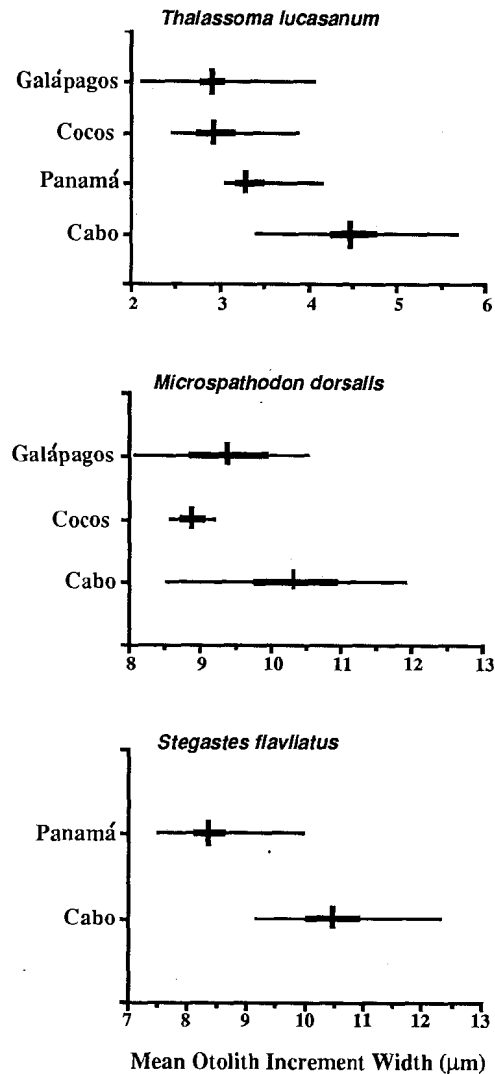 Thalassoma lucasanum
Galápagos
Cocos
Panamá
Cabo
2 3 4 5 6
Microspathodon dorsalis
Galápagos
Cocos
Cabo
8 9 10 11 12 13
Stegastes flavilatus
Panamá
Cabo
7 8 9 10 11 12 13
Mean Otolith Increment Width (µm)